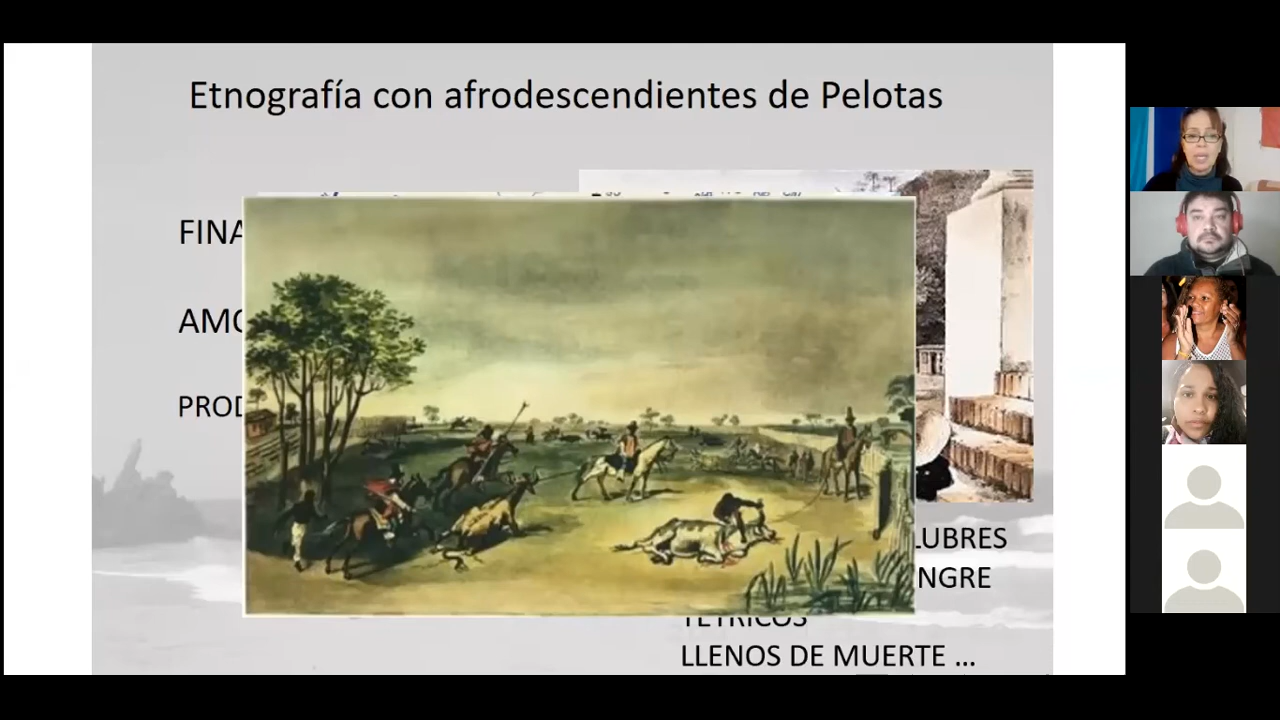 Etnografía con afrodescendientes de Pelotas
FINA
AMO
PROD
LUBRES
NGRE
TÉTRICOS
LLENOS DE MUERTE ...